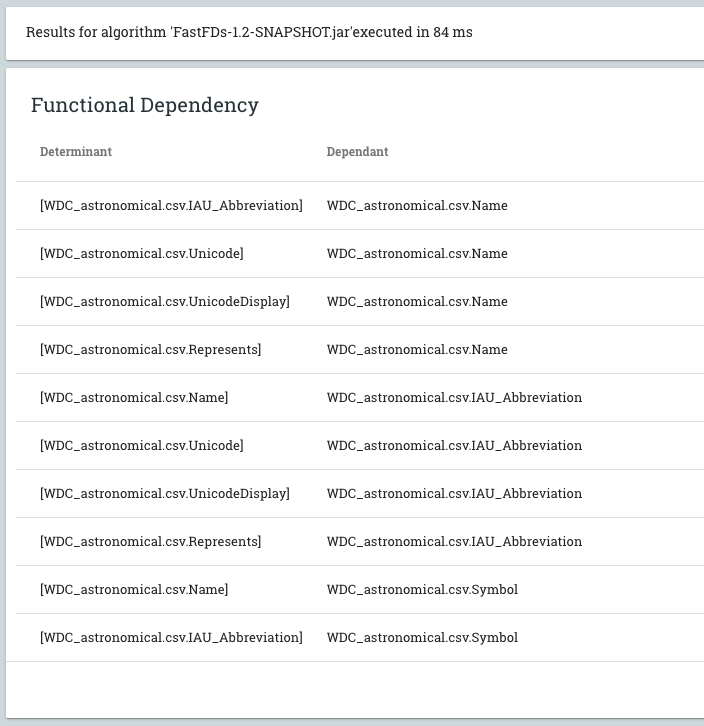 Results for algorithm 'FastFDs-1.2-SNAPSHOT.jar'executed in 84 ms
Functional Dependency
Determinant Dependant
[WDC_astronomical.csv.IAU_Abbreviation] WDC_astronomical.csv.Name
[WDC_astronomical.csv.Unicode] WDC_astronomical.csv.Name
[WDC_astronomical.csv.UnicodeDisplay] WDC_astronomical.csv.Name
[WDC_astronomical.csv.Represents] WDC_astronomical.csv.Name
[WDC_astronomical.csv.Name] WDC_astronomical.csv.IAU_Abbreviation
[WDC_astronomical.csv.Unicode] WDC_astronomical.csv.IAU_Abbreviation
[WDC_astronomical.csv.UnicodeDisplay] WDC_astronomical.csv.IAU_Abbreviation
[WDC_astronomical.csv.Represents] WDC_astronomical.csv.IAU_Abbreviation
[WDC_astronomical.csv.Name] WDC_astronomical.csv.Symbol
[WDC_astronomical.csv.IAU_Abbreviation] WDC_astronomical.csv.Symbol